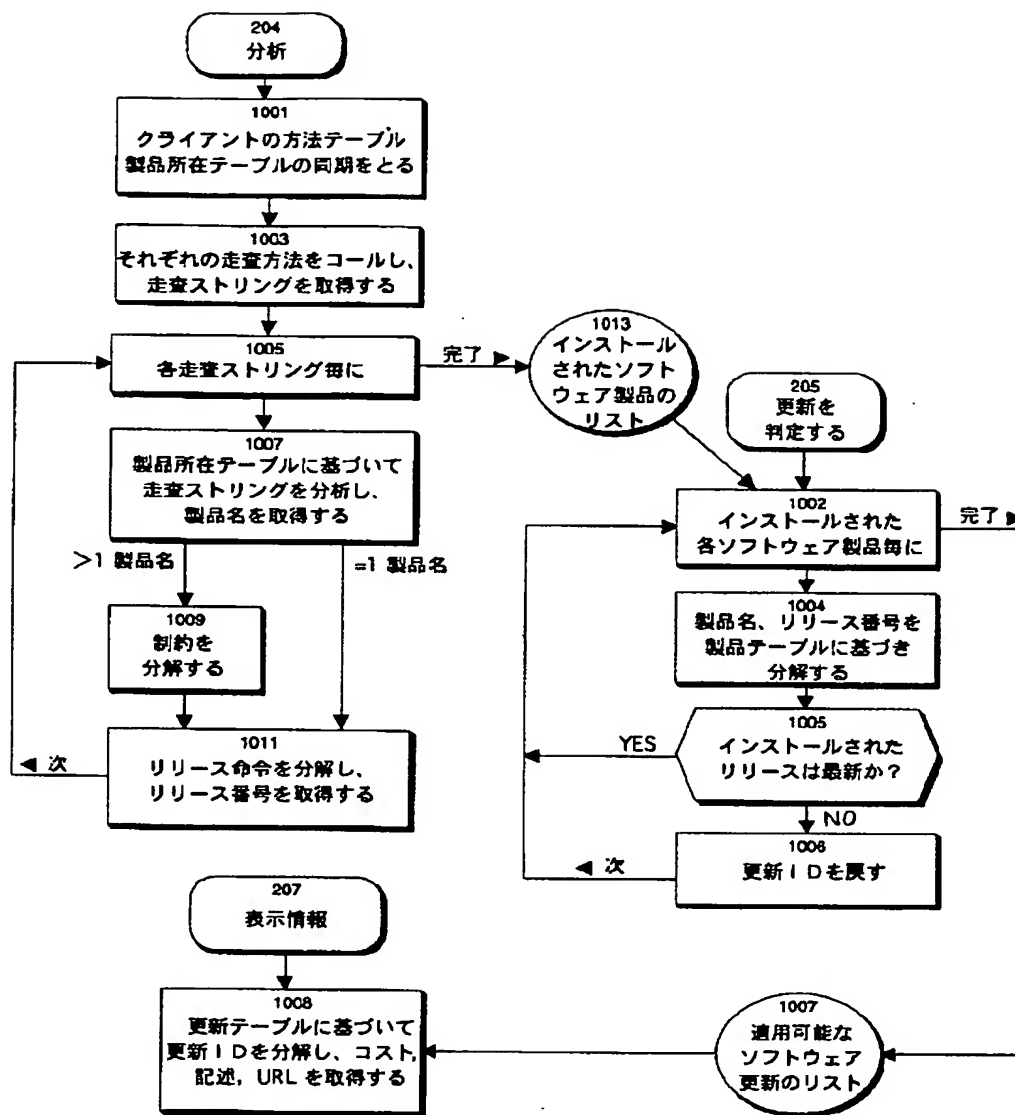 204
分析
1001
クライアントの方法テーブル
製品所在テーブルの同期をとる
1003
それぞれの走査方法をコールし、
走査ストリングを取得する
1005
各走査ストリング毎に
完了
1007
製品所在テーブルに基づいて
走査ストリングを分析し、
製品名を取得する
>1 製品名
=1 製品名
1009
制約を
分解する
1011
リリース命令を分解し、
リリース番号を取得する
次
1013
インストール
されたソフト
ウェア製品の
リスト
205
更新を
判定する
1002
インストールされた
各ソフトウェア製品毎に
完了
1004
製品名、リリース番号を
製品テーブルに基づき
分解する
1005
インストールされた
リリースは最新か?
YES
NO
1006
更新IDを戻す
次
207
表示情報
1008
更新テーブルに基づいて
更新IDを分解し、コスト,
記述, URLを取得する
1007
適用可能な
ソフトウェア
更新のリスト